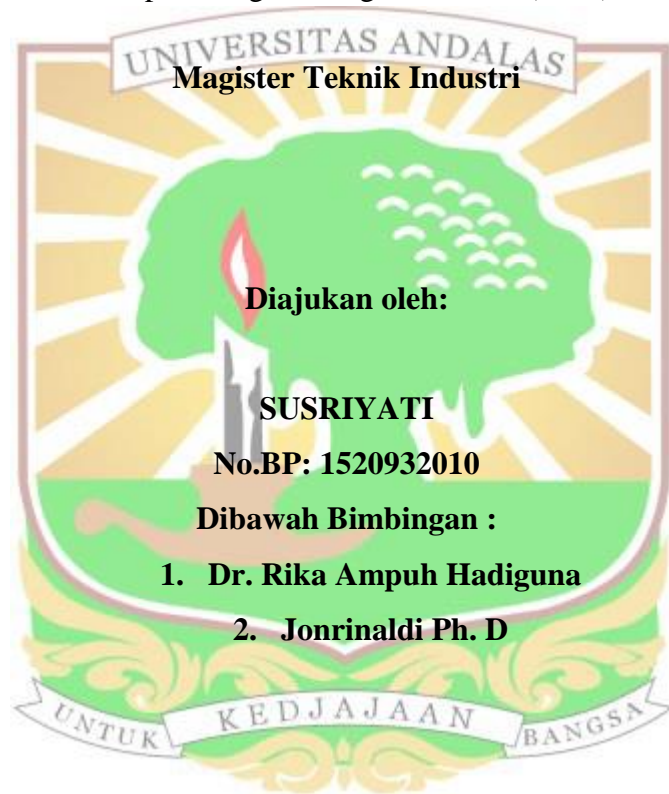 UNIVERSITAS ANDALAS
Magister Teknik Industri
Diajukan oleh:
SUSRIYATI
No.BP: 1520932010
Dibawah Bimbingan :
1. Dr. Rika Ampuh Hadiguna
2. Jonrinaldi Ph. D
UNTUK KEDJAJAAN BANGSA